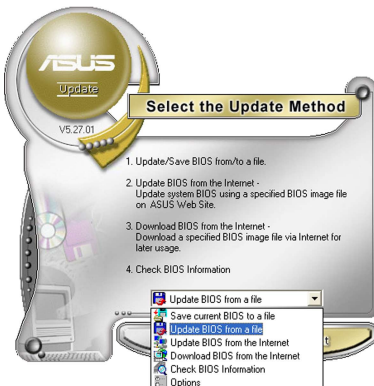 ASUS
Update
V5.27.01
Select the Update Method
1. Update/Save BIOS from/to a file.
2. Update BIOS from the Internet -
Update system BIOS using a specified BIOS image file
on ASUS Web Site.
3. Download BIOS from the Internet -
Download a specified BIOS image file via Internet for
later usage.
4. Check BIOS Information
Update BIOS from a file
Save current BIOS to a file
Update BIOS from a file
Update BIOS from the Internet
Download BIOS from the Internet
Check BIOS Information
Options